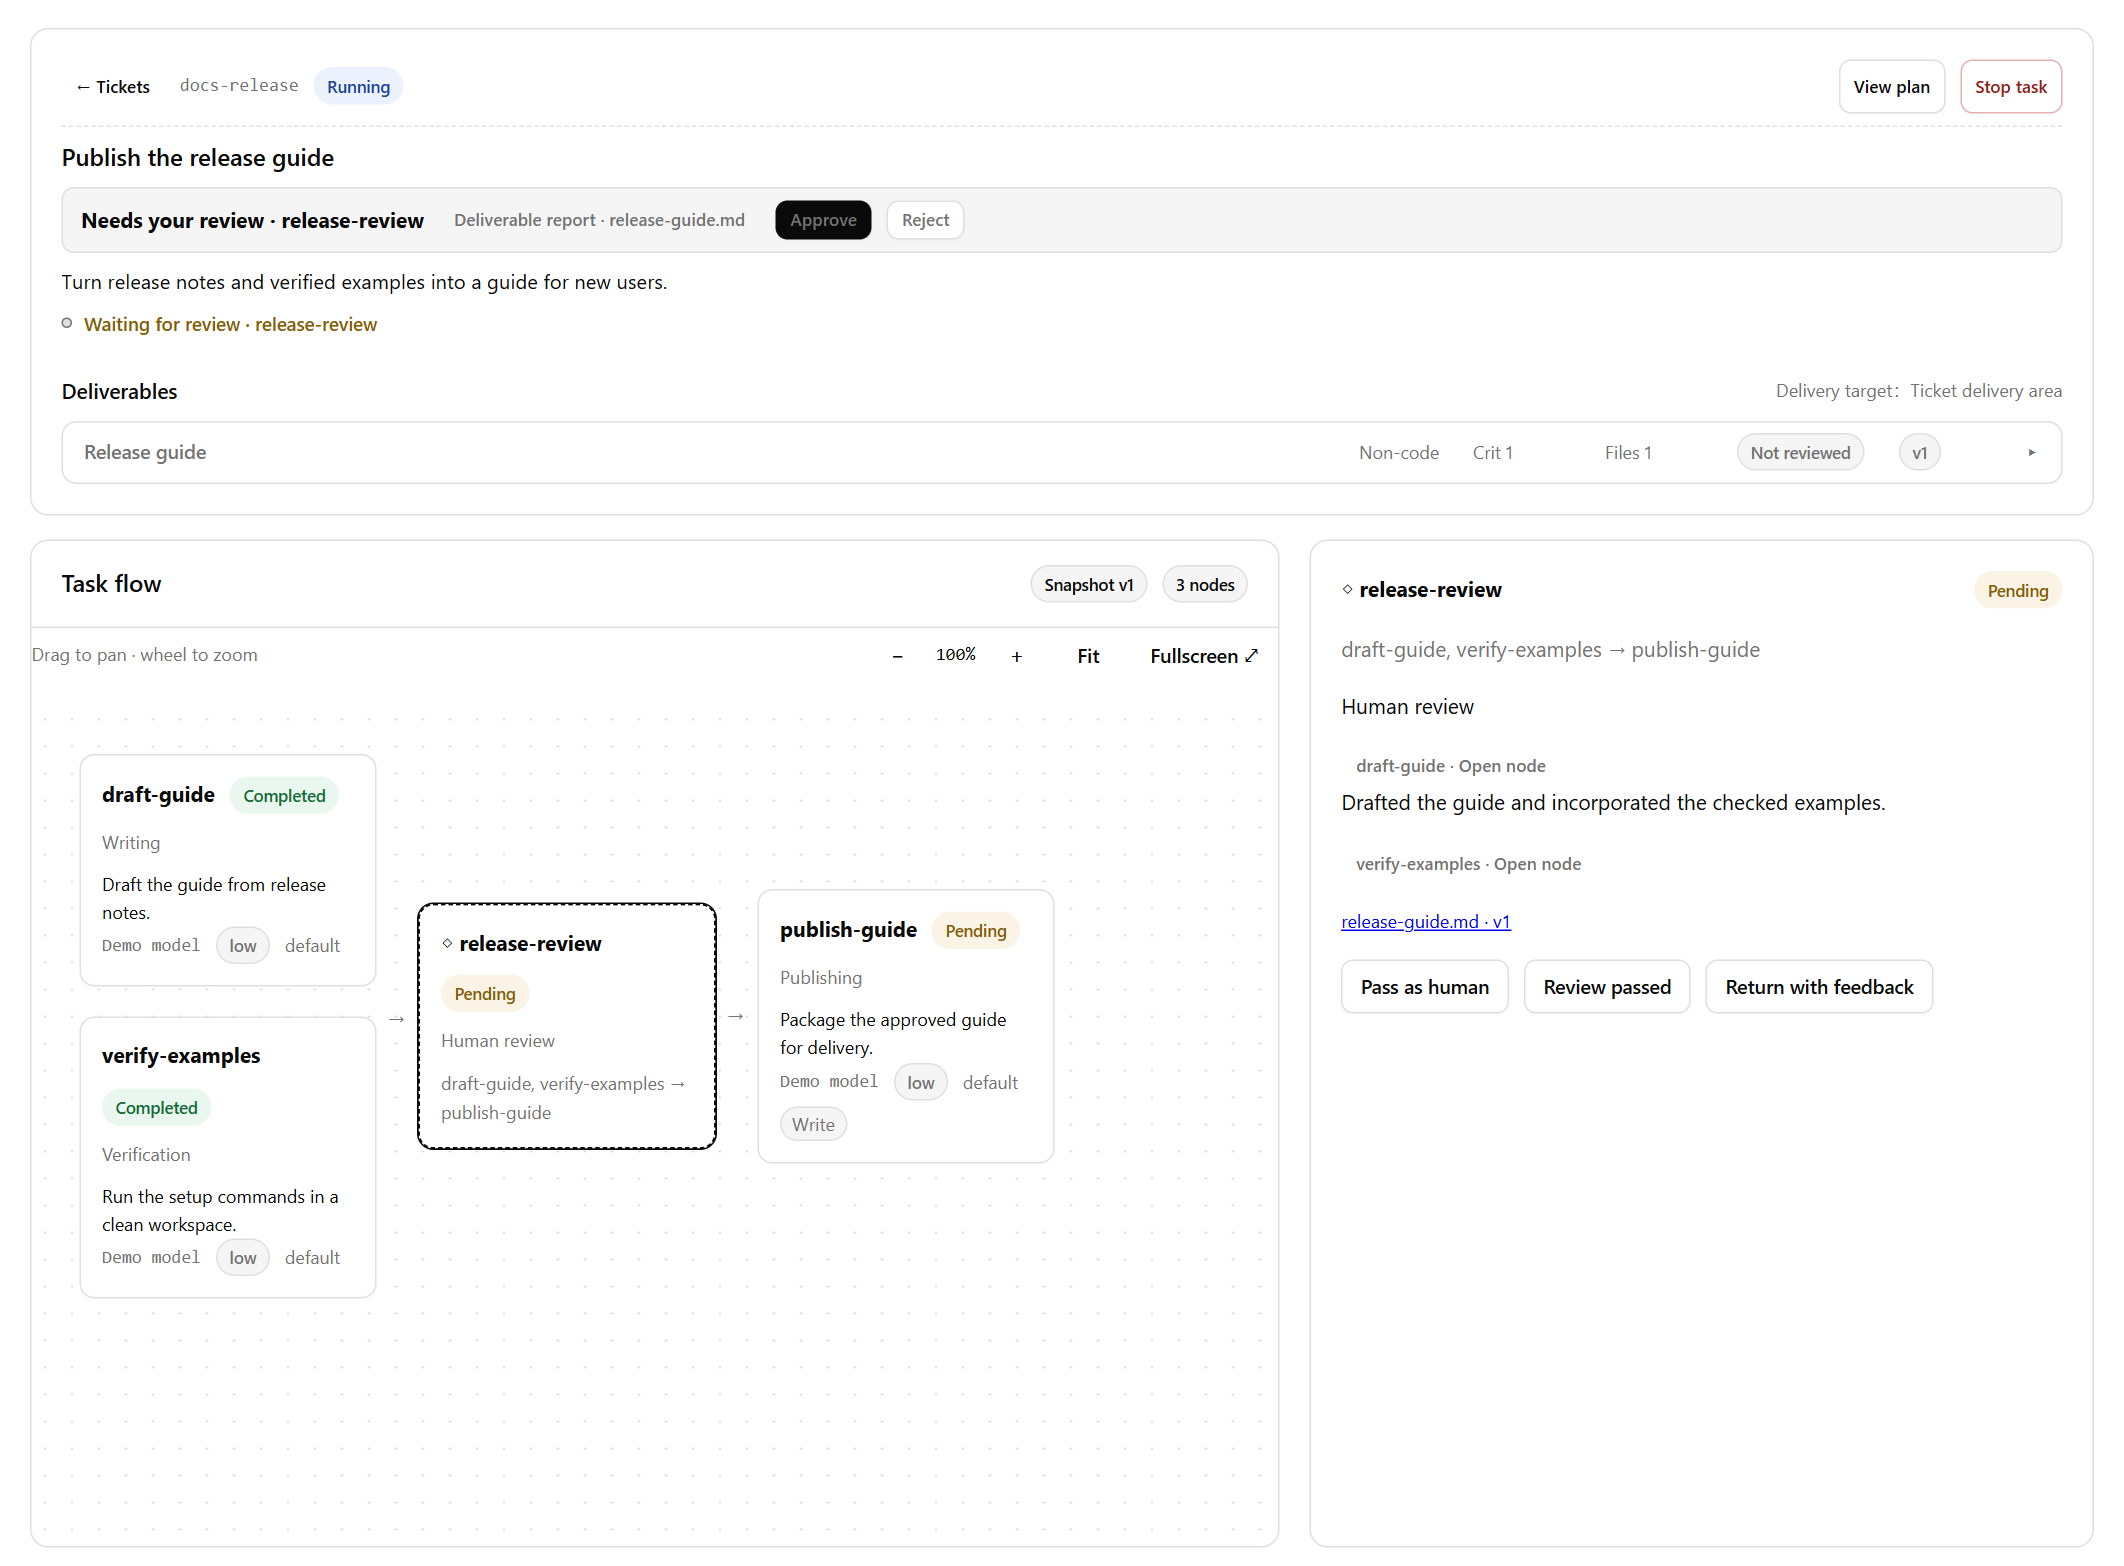 ← Tickets docs-release Running View plan Stop task
Publish the release guide
Needs your review · release-review Deliverable report · release-guide.md Approve Reject
Turn release notes and verified examples into a guide for new users.
Waiting for review · release-review
Deliverables Delivery target: Ticket delivery area
Release guide Non-code Crit 1 Files 1 Not reviewed v1 ▸
Task flow Snapshot v1 3 nodes
Drag to pan · wheel to zoom − 100% + Fit Fullscreen ⤢
draft-guide Completed
Writing
Draft the guide from release
notes.
Demo model low default
verify-examples
Completed
Verification
Run the setup commands in a
clean workspace.
Demo model low default
→
◇ release-review
Pending
Human review
draft-guide, verify-examples →
publish-guide
→
publish-guide Pending
Publishing
Package the approved guide
for delivery.
Demo model low default
Write
◇ release-review Pending
draft-guide, verify-examples → publish-guide
Human review
draft-guide · Open node
Drafted the guide and incorporated the checked examples.
verify-examples · Open node
release-guide.md · v1
Pass as human Review passed Return with feedback